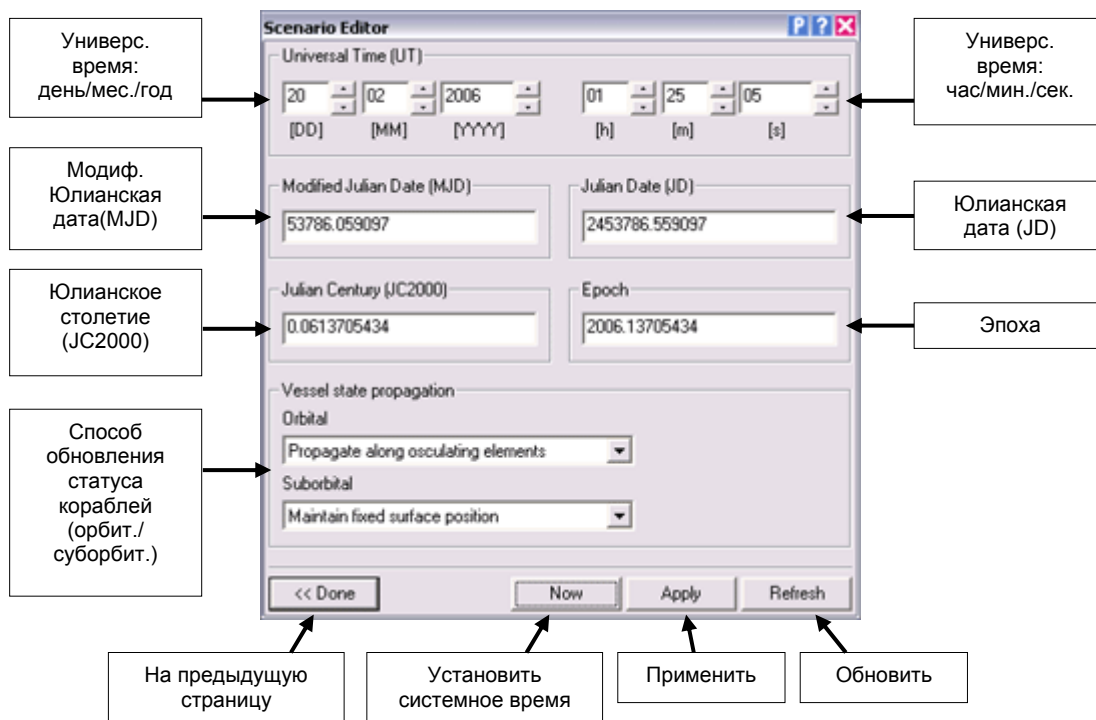 Универс.
время:
день/мес./год
Модиф.
Юлианская
дата(MJD)
Юлианское
столетие
(JC2000)
Способ
обновления
статуса
кораблей
(орбит./
суборбит.)
Scenario Editor
P ? X
Universal Time (UT)
20 02 2006 01 25 05
[DD] [MM] [YYYY] [h] [m] [s]
Modified Julian Date (MJD) Julian Date (JD)
53786.059097 2453786.559097
Julian Century (JC2000) Epoch
0.0613705434 2006.13705434
Vessel state propagation
Orbital
Propagate along osculating elements
Suborbital
Maintain fixed surface position
<< Done Now Apply Refresh
Универс.
время:
час/мин./сек.
Юлианская
дата (JD)
Эпоха
На предыдущую
страницу
Установить
системное время
Применить
Обновить